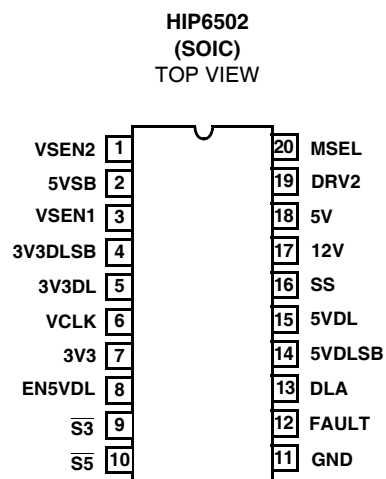 HIP6502
(SOIC)
TOP VIEW
VSEN2 1 20 MSEL
5VSB 2 19 DRV2
VSEN1 3 18 5V
3V3DLSB 4 17 12V
3V3DL 5 16 SS
VCLK 6 15 5VDL
3V3 7 14 5VDLSB
EN5VDL 8 13 DLA
S̅3̅ 9 12 FAULT
S̅5̅ 10 11 GND